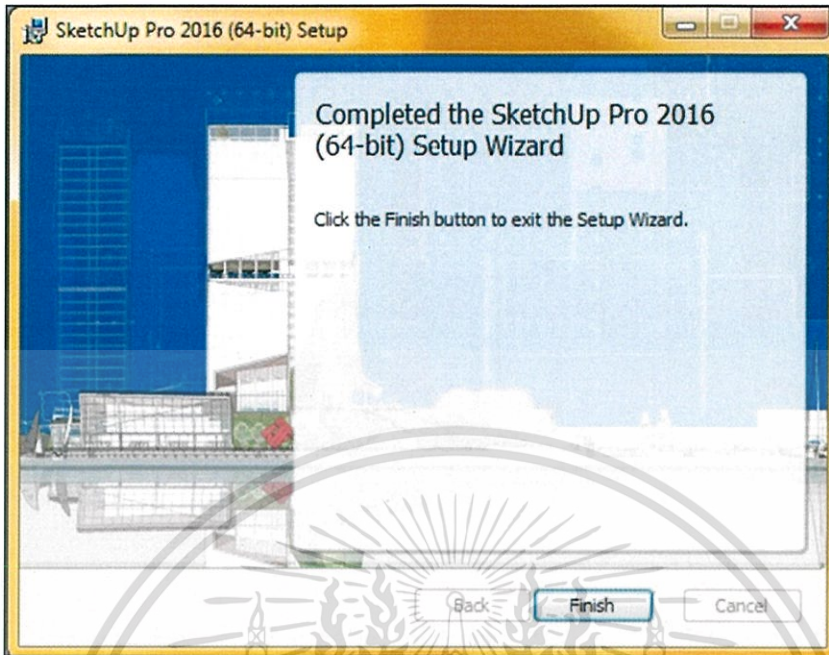 SketchUp Pro 2016 (64-bit) Setup
Completed the SketchUp Pro 2016
(64-bit) Setup Wizard
Click the Finish button to exit the Setup Wizard.
Back Finish Cancel